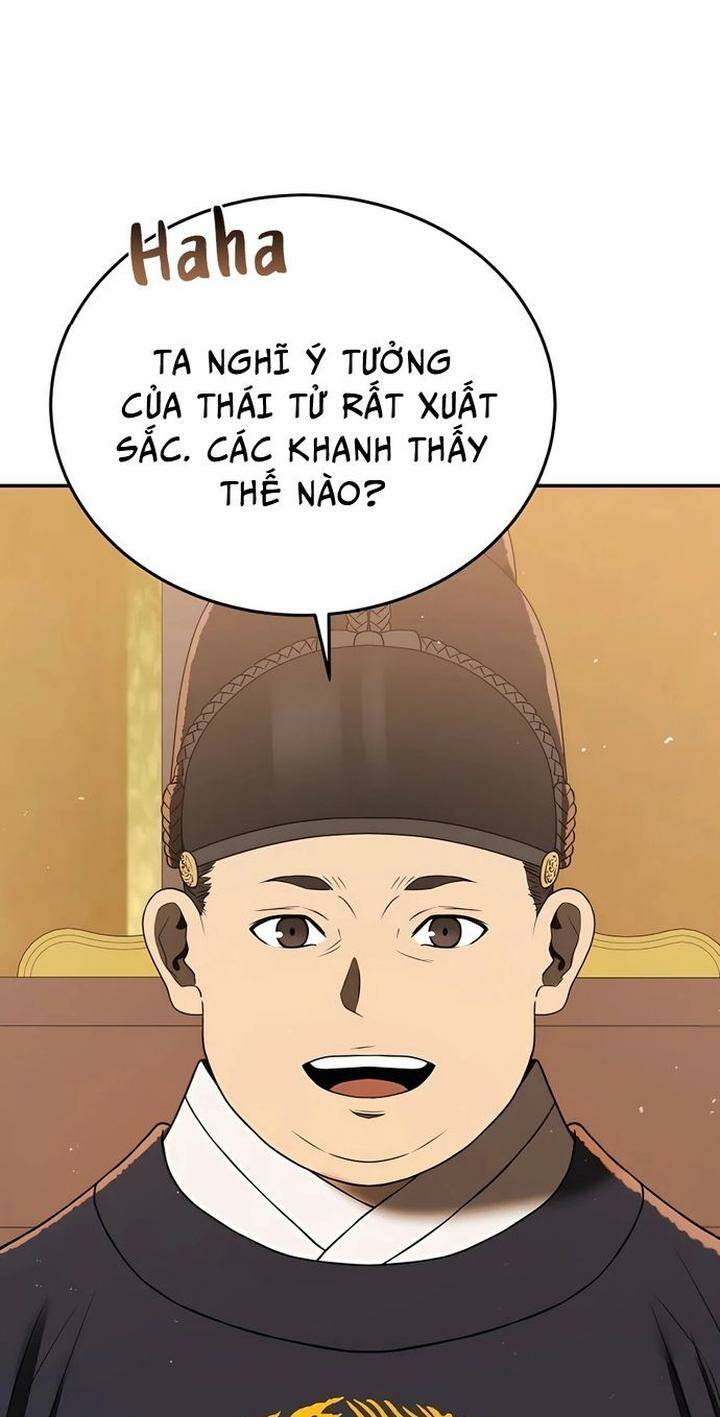 Haha
TA NGHĨ Ý TƯỞNG
CỦA THÁI TỬ RẤT XUẤT
SẮC. CÁC KHANH THẤY
THẾ NÀO?